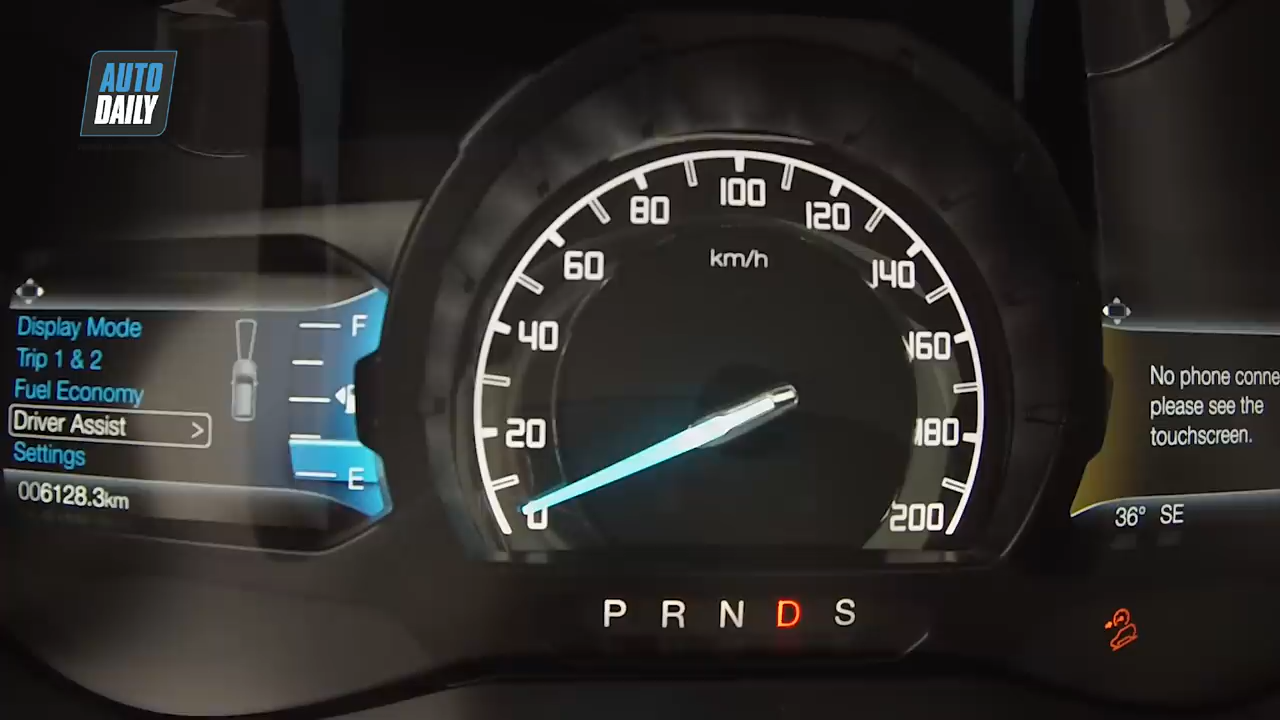 AUTO
DAILY
Display Mode
Trip 1 & 2
Fuel Economy
Driver Assist >
Settings
006128.3km
F
E
0
20
40
60
80
100
120
140
160
180
200
km/h
P R N D S
No phone conne
please see the
touchscreen.
36° SE